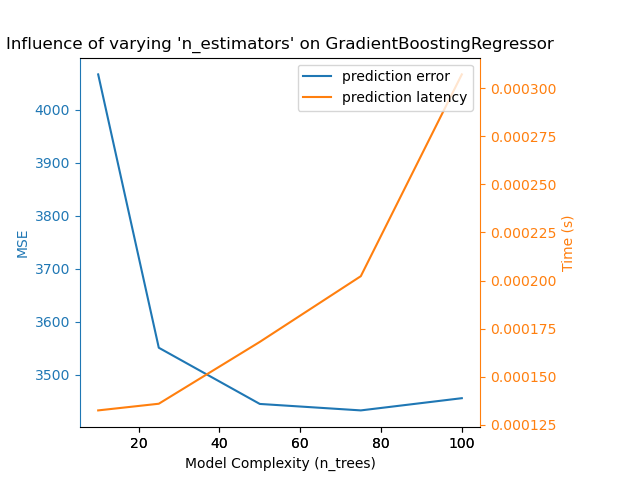 Influence of varying 'n_estimators' on GradientBoostingRegressor
prediction error
prediction latency
4000
3900
3800
3700
3600
3500
MSE
0.000300
0.000275
0.000250
0.000225
0.000200
0.000175
0.000150
0.000125
Time (s)
20 40 60 80 100
Model Complexity (n_trees)